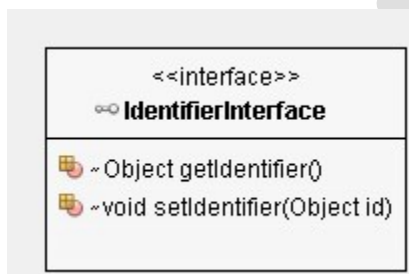 <<interface>>
IdentifierInterface
~Object getIdentifier()
~void setIdentifier(Object id)